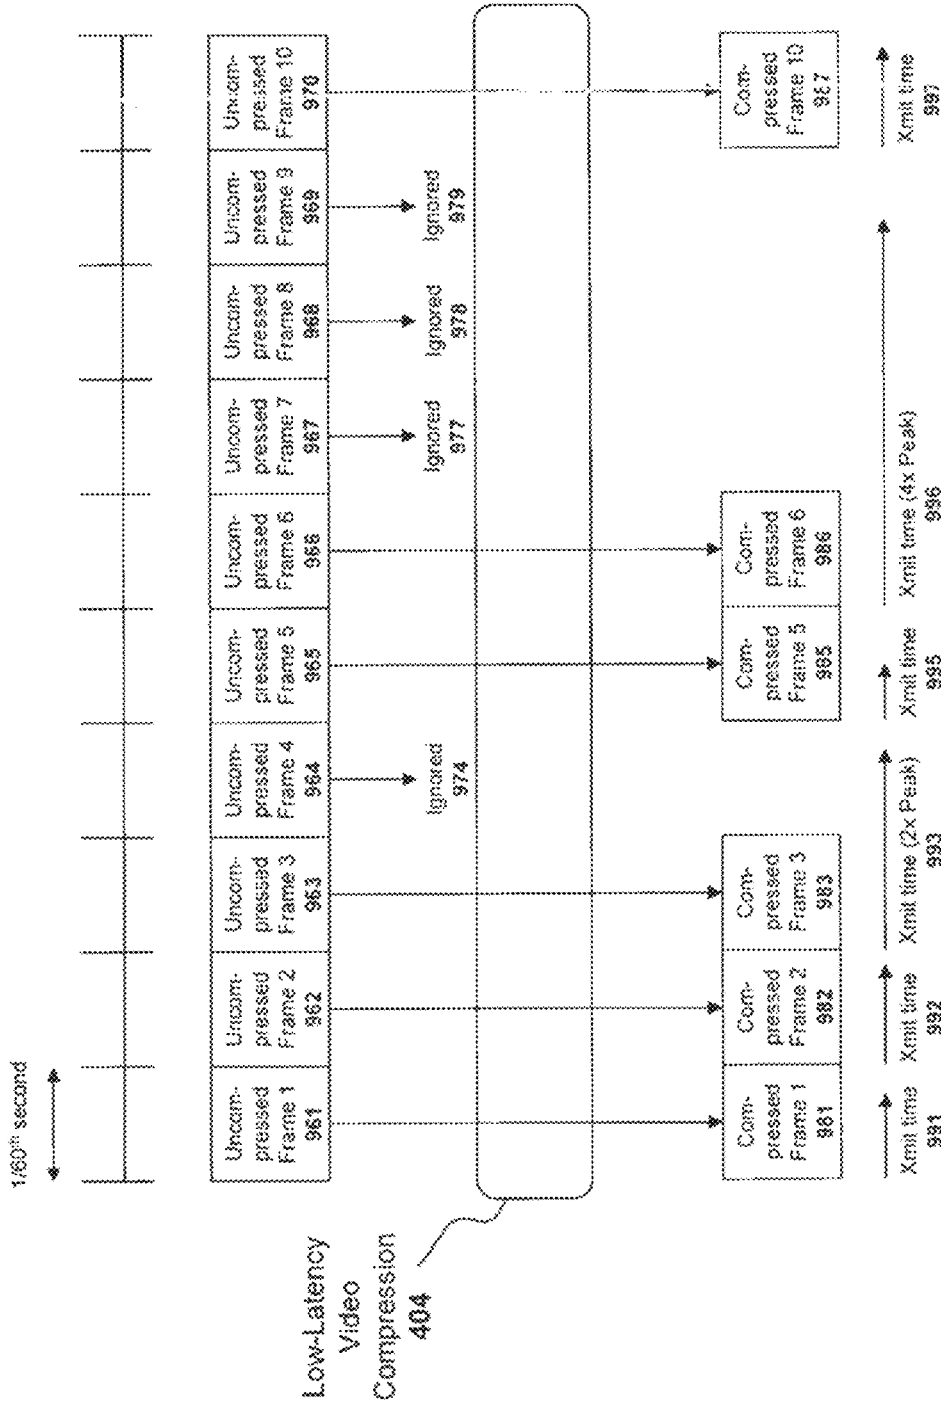 1/60th second
Uncom-
pressed
Frame 1
961
Uncom-
pressed
Frame 2
962
Uncom-
pressed
Frame 3
963
Uncom-
pressed
Frame 4
964
Uncom-
pressed
Frame 5
965
Uncom-
pressed
Frame 6
966
Uncom-
pressed
Frame 7
967
Uncom-
pressed
Frame 8
968
Uncom-
pressed
Frame 9
969
Uncom-
pressed
Frame 10
970
Ignored
974
Ignored
977
Ignored
978
Ignored
979
Low-Latency
Video
Compression
404
Com-
pressed
Frame 1
981
Com-
pressed
Frame 2
982
Com-
pressed
Frame 3
983
Com-
pressed
Frame 5
985
Com-
pressed
Frame 6
986
Com-
pressed
Frame 10
987
Xmit time
991
Xmit time
992
Xmit time (2x Peak)
993
Xmit time
995
Xmit time (4x Peak)
996
Xmit time
997